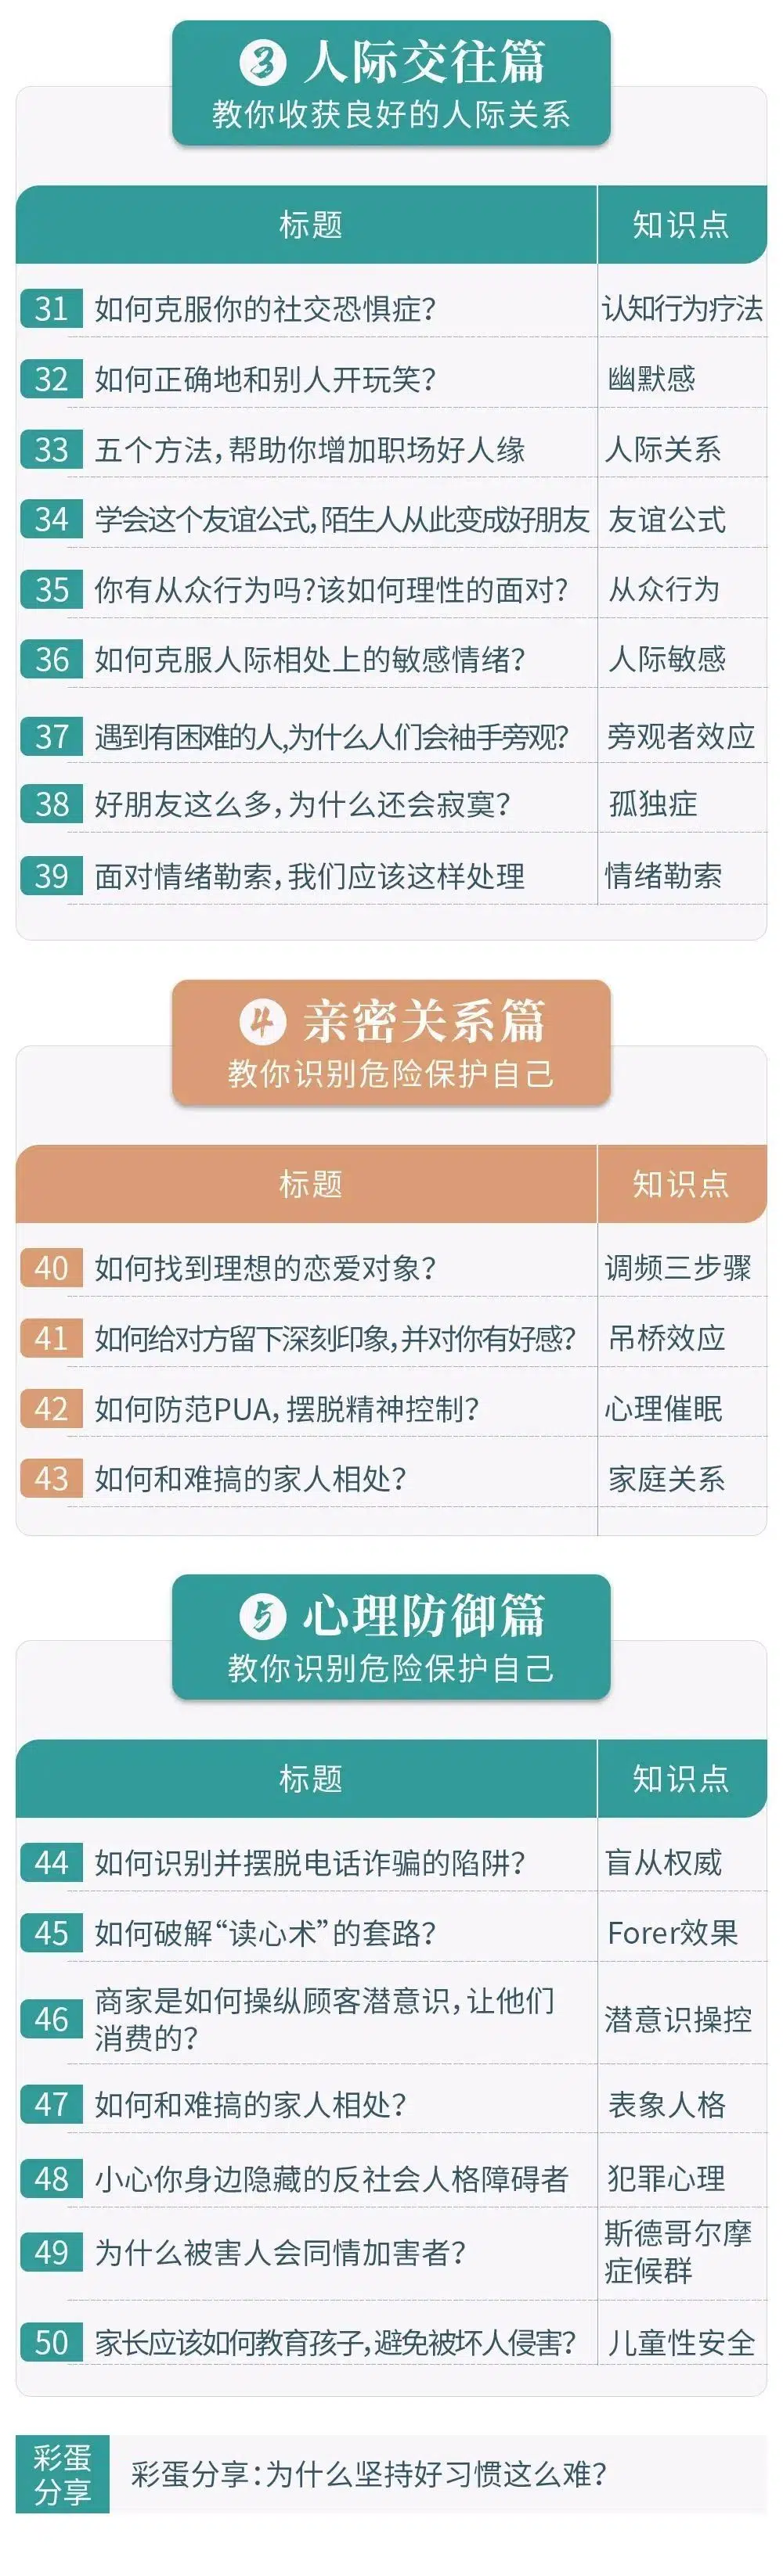 3 人际交往篇
教你收获良好的人际关系
标题 知识点
31 如何克服你的社交恐惧症? 认知行为疗法
32 如何正确地和别人开玩笑? 幽默感
33 五个方法,帮助你增加职场好人缘 人际关系
34 学会这个友谊公式,陌生人从此变成好朋友 友谊公式
35 你有从众行为吗?该如何理性的面对? 从众行为
36 如何克服人际相处上的敏感情绪? 人际敏感
37 遇到有困难的人,为什么人们会袖手旁观? 旁观者效应
38 好朋友这么多,为什么还会寂寞? 孤独症
39 面对情绪勒索,我们应该这样处理 情绪勒索
4 亲密关系篇
教你识别危险保护自己
标题 知识点
40 如何找到理想的恋爱对象? 调频三步骤
41 如何给对方留下深刻印象,并对你有好感? 吊桥效应
42 如何防范PUA,摆脱精神控制? 心理催眠
43 如何和难搞的家人相处? 家庭关系
5 心理防御篇
教你识别危险保护自己
标题 知识点
44 如何识别并摆脱电话诈骗的陷阱? 盲从权威
45 如何破解“读心术”的套路? Forer效果
46 商家是如何操纵顾客潜意识,让他们
消费的? 潜意识操控
47 如何和难搞的家人相处? 表象人格
48 小心你身边隐藏的反社会人格障碍者 犯罪心理
49 为什么被害人会同情加害者? 斯德哥尔摩
症候群
50 家长应该如何教育孩子,避免被坏人侵害? 儿童性安全
彩蛋
分享
彩蛋分享:为什么坚持好习惯这么难?